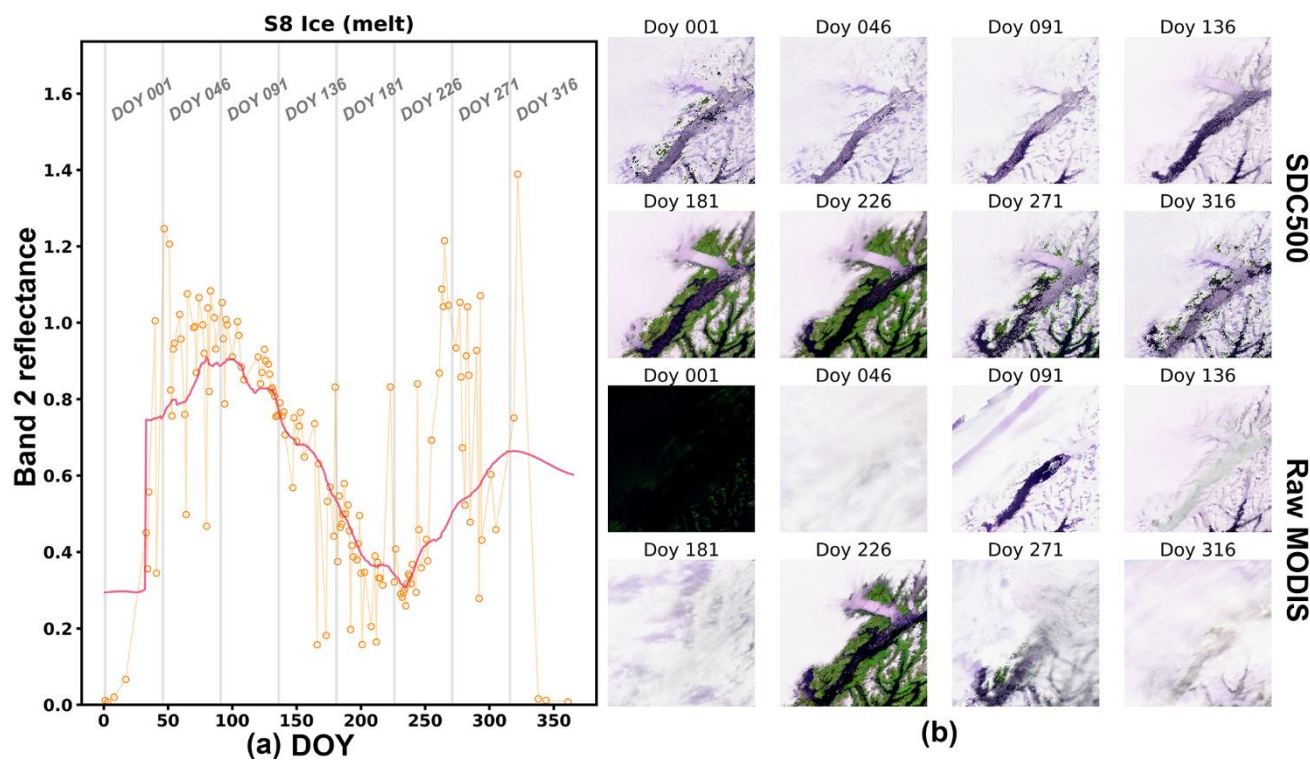 S8 Ice (melt)
DOY 001 DOY 046 DOY 091 DOY 136 DOY 181 DOY 226 DOY 271 DOY 316
Band 2 reflectance
1.6
1.4
1.2
1.0
0.8
0.6
0.4
0.2
0.0
0 50 100 150 200 250 300 350
(a) DOY
Doy 001 Doy 046 Doy 091 Doy 136
Doy 181 Doy 226 Doy 271 Doy 316
SDC500
Doy 001 Doy 046 Doy 091 Doy 136
Doy 181 Doy 226 Doy 271 Doy 316
Raw MODIS
(b)